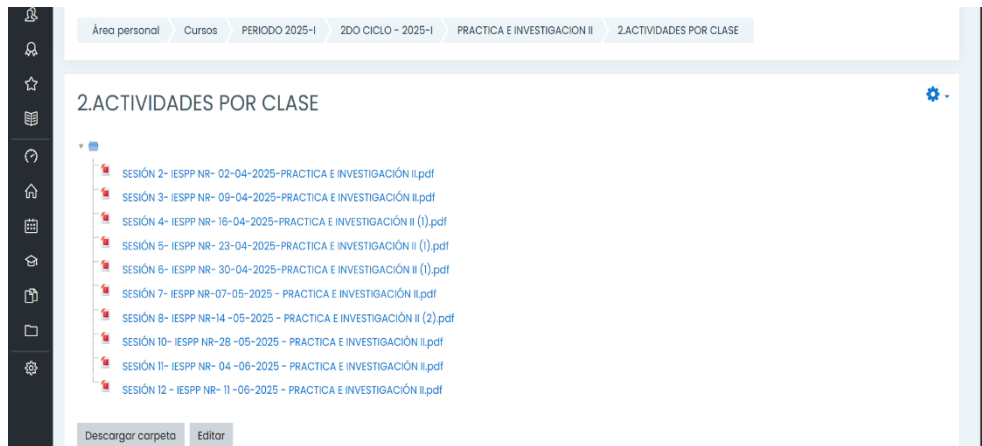 Área personal Cursos PERIODO 2025-I 2DO CICLO - 2025-I PRACTICA E INVESTIGACION II 2.ACTIVIDADES POR CLASE
2.ACTIVIDADES POR CLASE
SESIÓN 2- IESPP NR- 02-04-2025-PRACTICA E INVESTIGACIÓN II.pdf
SESIÓN 3- IESPP NR- 09-04-2025-PRACTICA E INVESTIGACIÓN II.pdf
SESIÓN 4- IESPP NR- 16-04-2025-PRACTICA E INVESTIGACIÓN II (1).pdf
SESIÓN 5- IESPP NR- 23-04-2025-PRACTICA E INVESTIGACIÓN II (1).pdf
SESIÓN 6- IESPP NR- 30-04-2025-PRACTICA E INVESTIGACIÓN II (1).pdf
SESIÓN 7- IESPP NR-07-05-2025 - PRACTICA E INVESTIGACIÓN II.pdf
SESIÓN 8- IESPP NR-14 -05-2025 - PRACTICA E INVESTIGACIÓN II (2).pdf
SESIÓN 10- IESPP NR-28 -05-2025 - PRACTICA E INVESTIGACIÓN II.pdf
SESIÓN 11- IESPP NR- 04 -06-2025 - PRACTICA E INVESTIGACIÓN II.pdf
SESIÓN 12 - IESPP NR- 11 -06-2025 - PRACTICA E INVESTIGACIÓN II.pdf
Descargar carpeta Editar